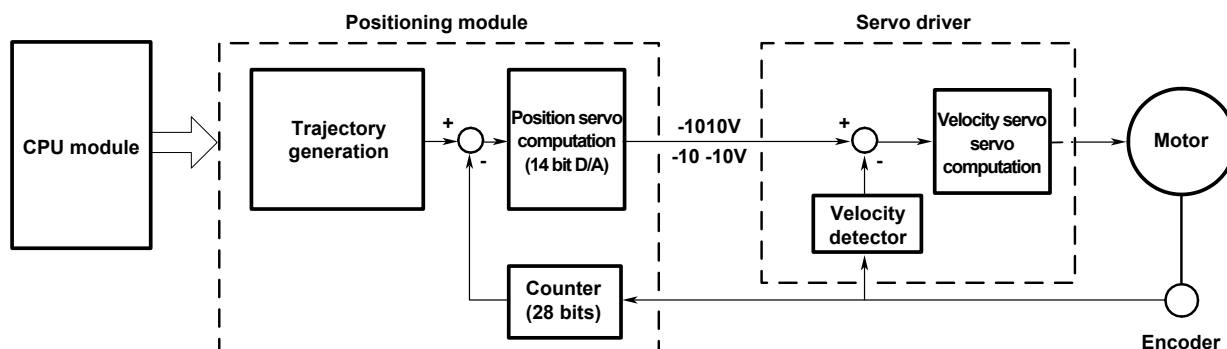 Positioning module
Servo driver
CPU module
Trajectory
generation
+
-
Position servo
computation
(14 bit D/A)
-1010V
-10 -10V
+
-
Velocity servo
servo
computation
Motor
Velocity
detector
Counter
(28 bits)
Encoder